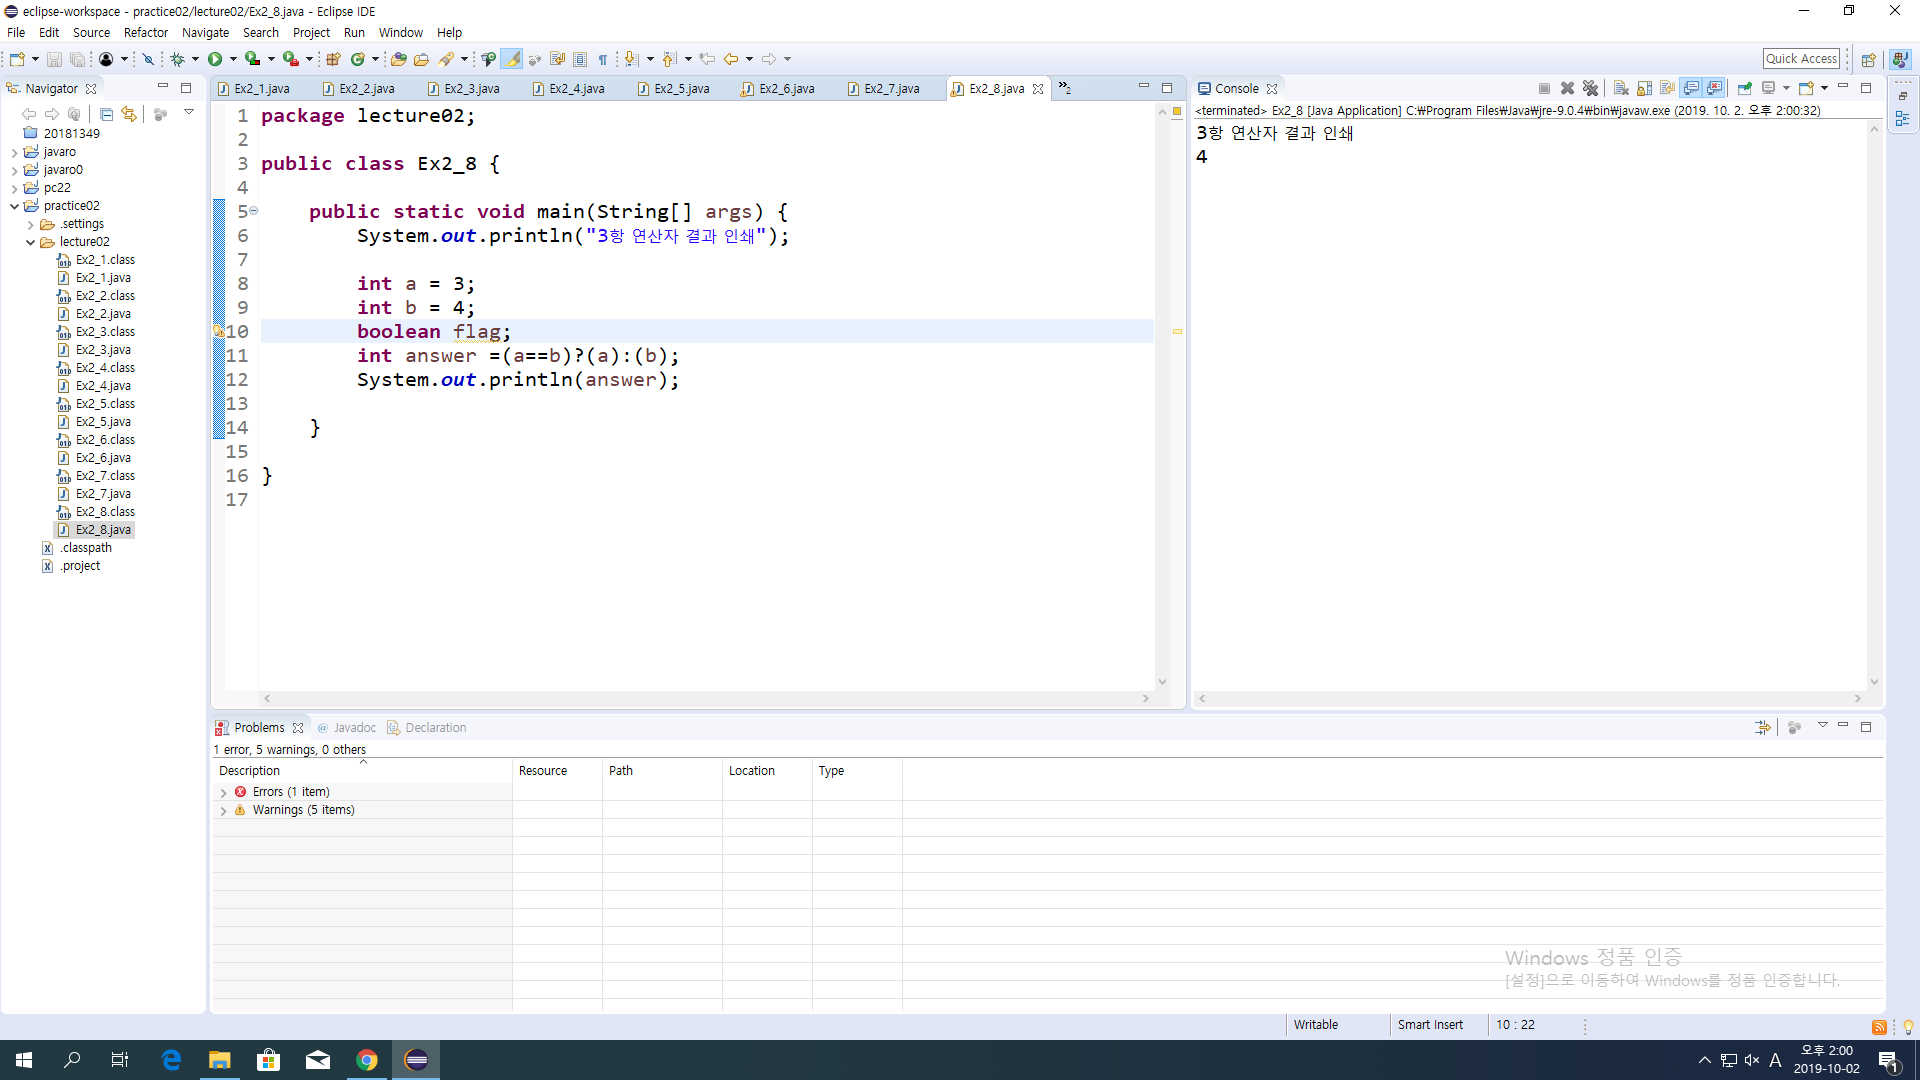 eclipse-workspace - practice02/lecture02/Ex2_8.java - Eclipse IDE
File Edit Source Refactor Navigate Search Project Run Window Help
Quick Access
Navigator
20181349
javaro
javaro0
pc22
practice02
.settings
lecture02
Ex2_1.class
Ex2_1.java
Ex2_2.class
Ex2_2.java
Ex2_3.class
Ex2_3.java
Ex2_4.class
Ex2_4.java
Ex2_5.class
Ex2_5.java
Ex2_6.class
Ex2_6.java
Ex2_7.class
Ex2_7.java
Ex2_8.class
Ex2_8.java
.classpath
.project
Ex2_1.java Ex2_2.java Ex2_3.java Ex2_4.java Ex2_5.java Ex2_6.java Ex2_7.java Ex2_8.java »2
1 package lecture02;
2
3 public class Ex2_8 {
4
5 public static void main(String[] args) {
6 System.out.println("3항 연산자 결과 인쇄");
7
8 int a = 3;
9 int b = 4;
10 boolean flag;
11 int answer =(a==b)?(a):(b);
12 System.out.println(answer);
13
14 }
15
16 }
17
Console
<terminated> Ex2_8 [Java Application] C:₩Program Files₩Java₩jre-9.0.4₩bin₩javaw.exe (2019. 10. 2. 오후 2:00:32)
3항 연산자 결과 인쇄
4
Problems @ Javadoc Declaration
1 error, 5 warnings, 0 others
Description Resource Path Location Type
Errors (1 item)
Warnings (5 items)
Windows 정품 인증
[설정]으로 이동하여 Windows를 정품 인증합니다.
Writable Smart Insert 10 : 22
A
오후 2:00
2019-10-02
1